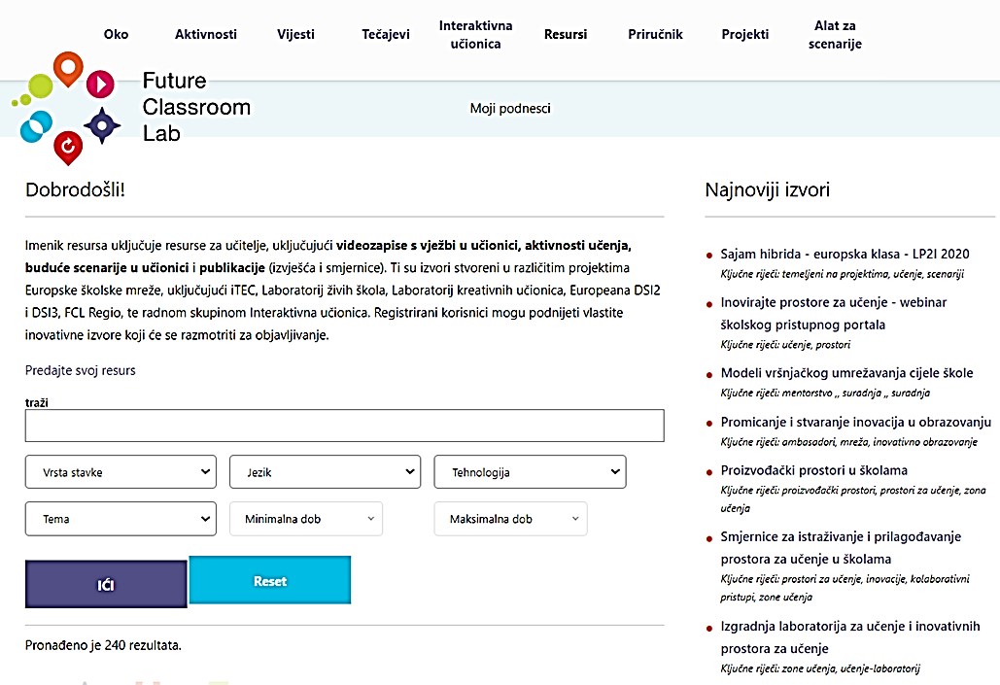 Oko
Aktivnosti
Vijesti
Tečajevi
Interaktivna
učionica
Resursi
Priručnik
Projekti
Alat za
scenarije
Future
Classroom
Lab
Moji podnesci
Dobrodošli!
Imenik resursa uključuje resurse za učitelje, uključujući videozapise s vježbi u učionici, aktivnosti učenja,
buduće scenarije u učionici i publikacije (izvješća i smjernice). Ti su izvori stvoreni u različitim projektima
Europske školske mreže, uključujući iTEC, Laboratorij živih škola, Laboratorij kreativnih učionica, Europeana DSI2
i DSI3, FCL Regio, te radnom skupinom Interaktivna učionica. Registrirani korisnici mogu podnijeti vlastite
inovativne izvore koji će se razmotriti za objavljivanje.
Predajte svoj resurs
traži
Vrsta stavke
Jezik
Tehnologija
Tema
Minimalna dob
Maksimalna dob
IĆI
Reset
Pronađeno je 240 rezultata.
Najnoviji izvori
Sajam hibrida - europska klasa - LP2I 2020
Ključne riječi: temeljeni na projektima, učenje, scenariji
Inovirajte prostore za učenje - webinar
školskog pristupnog portala
Ključne riječi: učenje, prostori
Modeli vršnjačkog umrežavanja cijele škole
Ključne riječi: mentorstvo ,, suradnja ,, suradnja
Promicanje i stvaranje inovacija u obrazovanju
Ključne riječi: ambasadori, mreža, inovativno obrazovanje
Proizvođački prostori u školama
Ključne riječi: proizvođački prostori, prostori za učenje, zona
učenja
Smjernice za istraživanje i prilagođavanje
prostora za učenje u školama
Ključne riječi: prostori za učenje, inovacije, kolaborativni
pristupi, zone učenja
Izgradnja laboratorija za učenje i inovativnih
prostora za učenje
Ključne riječi: zone učenja, učenje-laboratorij